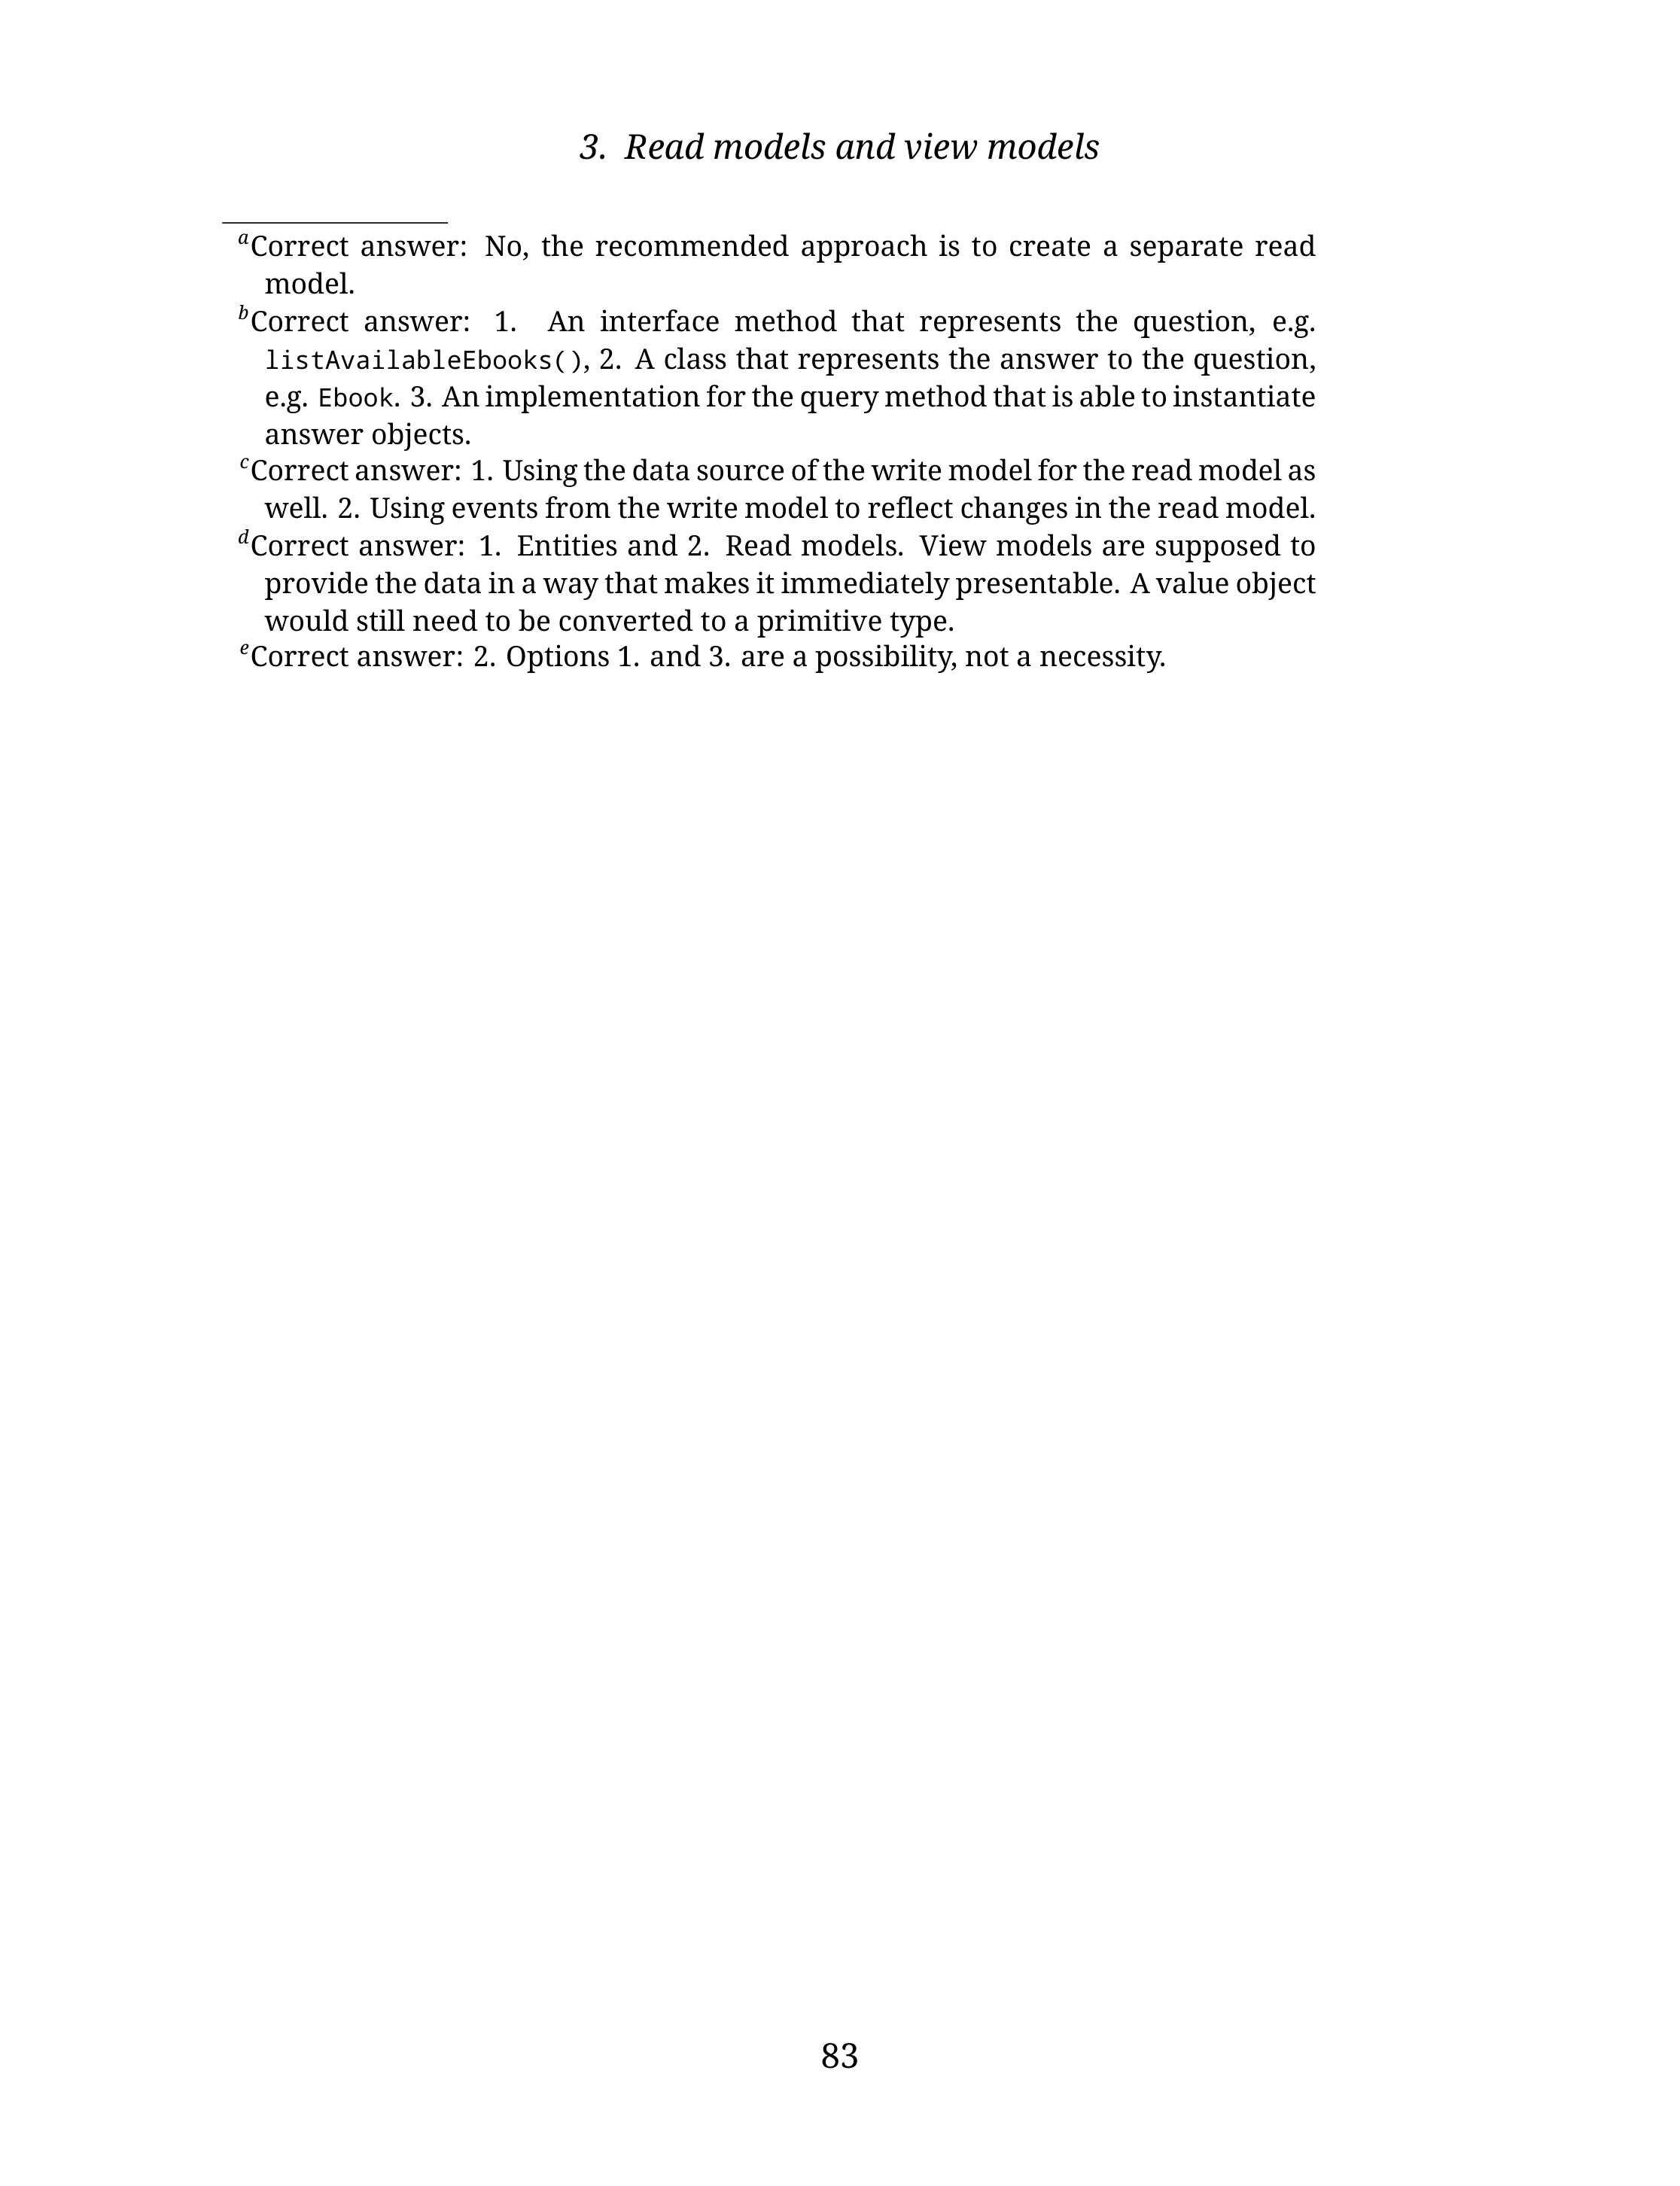 3. Read models and view models
aCorrect answer: No, the recommended approach is to create a separate read
model.
bCorrect answer: 1. An interface method that represents the question, e.g.
listAvailableEbooks(), 2. A class that represents the answer to the question,
e.g. Ebook. 3. An implementation for the query method that is able to instantiate
answer objects.
cCorrect answer: 1. Using the data source of the write model for the read model as
well. 2. Using events from the write model to reflect changes in the read model.
dCorrect answer: 1. Entities and 2. Read models. View models are supposed to
provide the data in a way that makes it immediately presentable. A value object
would still need to be converted to a primitive type.
eCorrect answer: 2. Options 1. and 3. are a possibility, not a necessity.
83